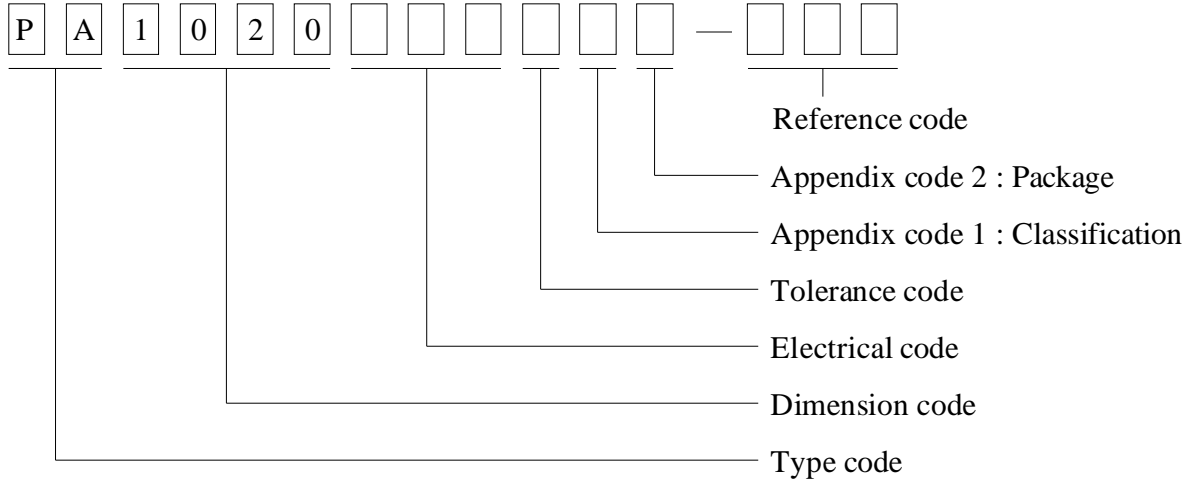 P A 1 0 2 0 —
Reference code
Appendix code 2 : Package
Appendix code 1 : Classification
Tolerance code
Electrical code
Dimension code
Type code